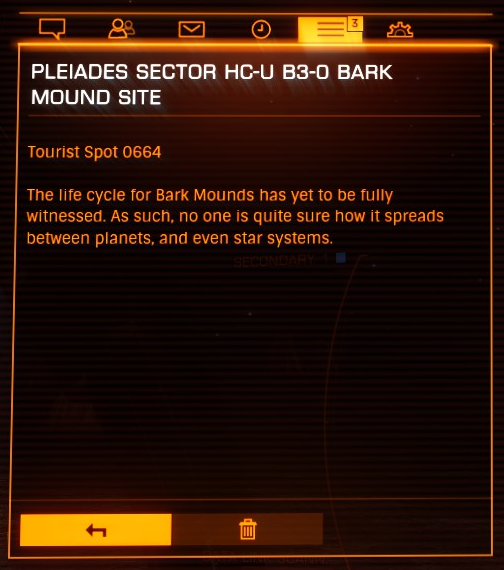 3
PLEIADES SECTOR HC-U B3-0 BARK
MOUND SITE
Tourist Spot 0664
The life cycle for Bark Mounds has yet to be fully
witnessed. As such, no one is quite sure how it spreads
between planets, and even star systems.
SECONDARY 1